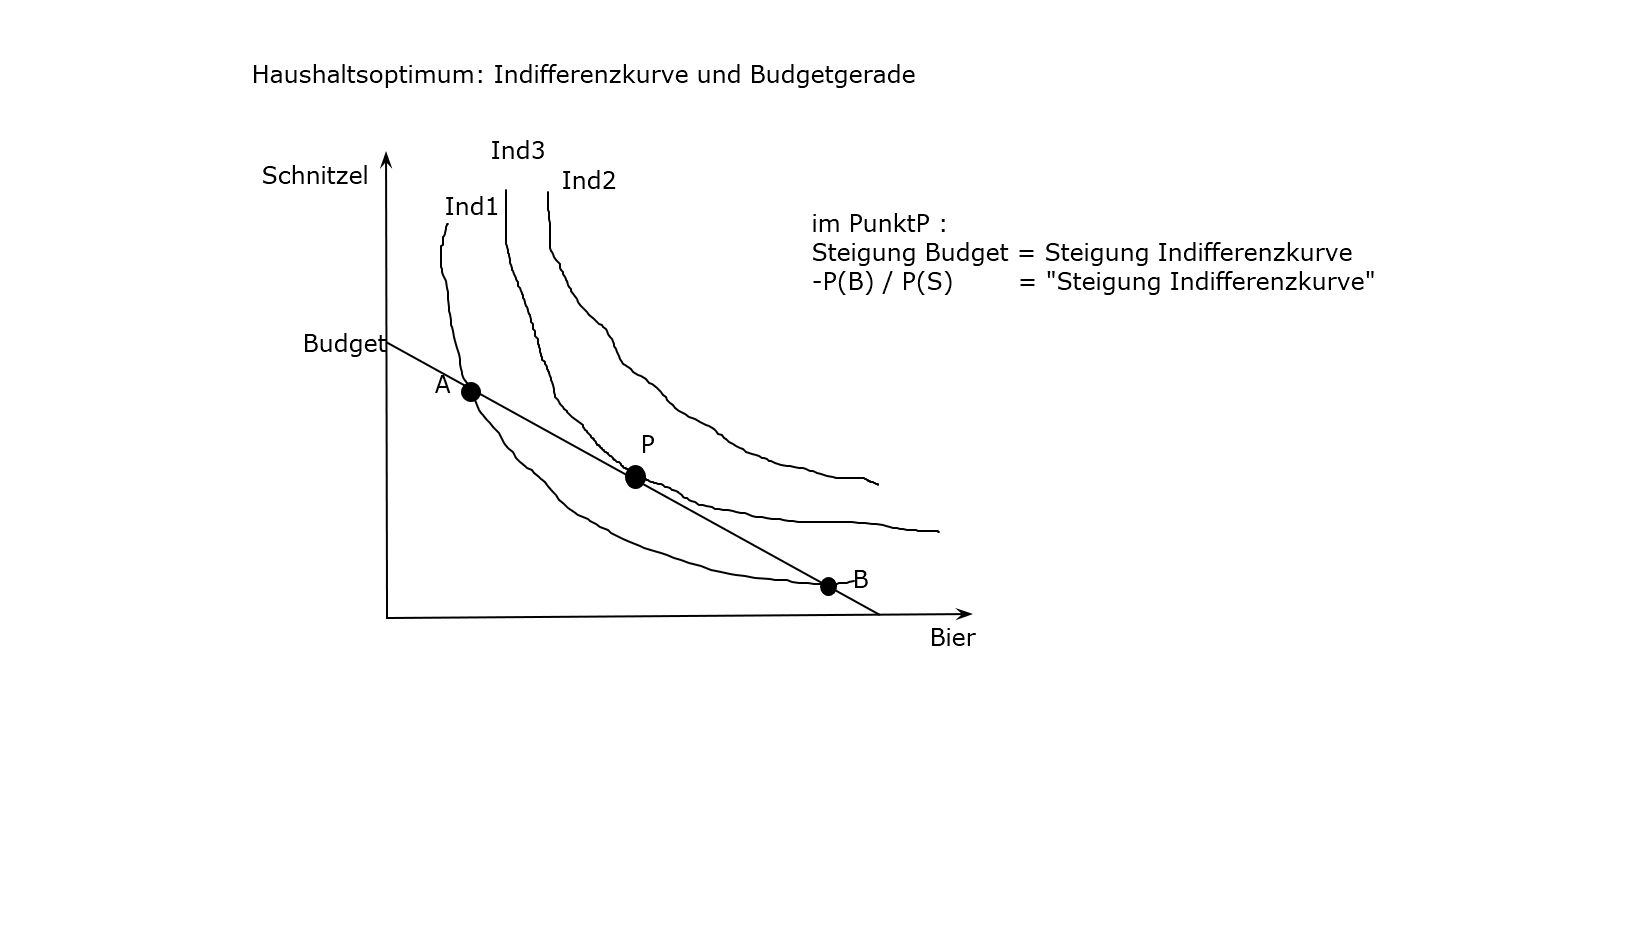 Haushaltsoptimum: Indifferenzkurve und Budgetgerade
Ind3
Schnitzel
Ind2
Ind1
im PunktP :
Steigung Budget = Steigung Indifferenzkurve
-P(B) / P(S) = "Steigung Indifferenzkurve"
Budget
A
P
B
Bier